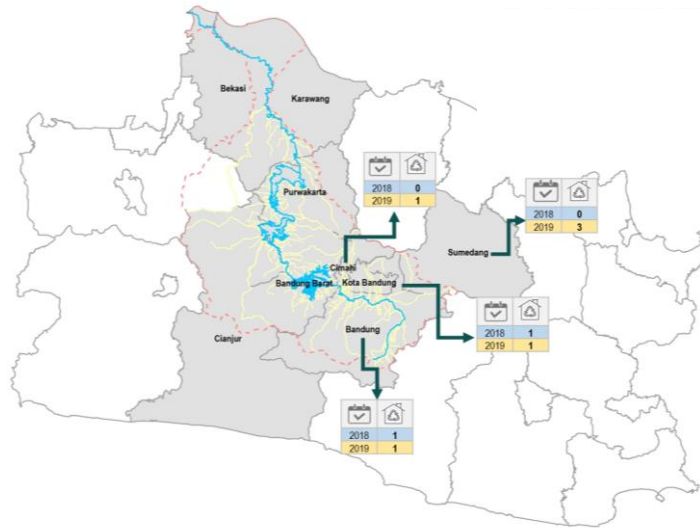 Bekasi
Karawang
Purwakarta
2018 0
2019 1
2018 0
2019 3
Sumedang
Cimahi
Bandung Barat
Kota Bandung
2018 1
2019 1
Bandung
Cianjur
2018 1
2019 1